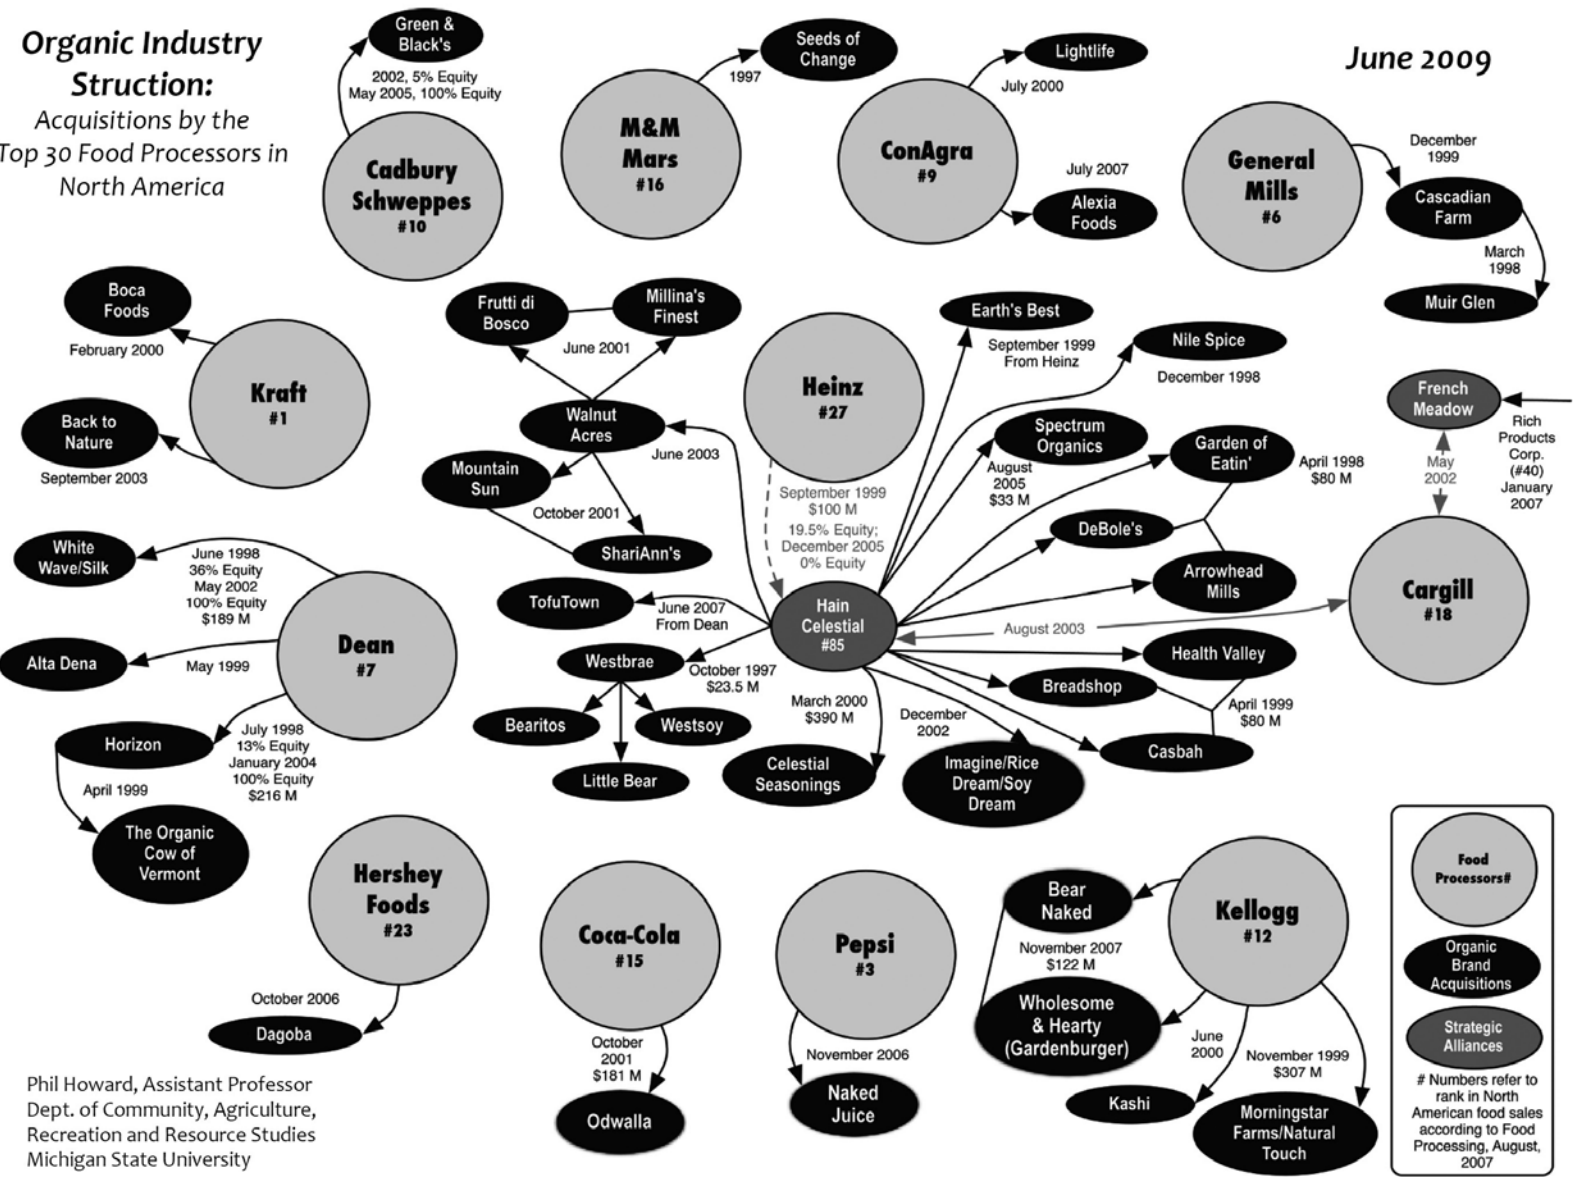 Organic Industry
Struction:
Acquisitions by the
Top 30 Food Processors in
North America
June 2009
Green &
Black's
2002, 5% Equity
May 2005, 100% Equity
Cadbury
Schweppes
#10
Seeds of
Change
1997
M&M
Mars
#16
Lightlife
July 2000
ConAgra
#9
July 2007
Alexia
Foods
General
Mills
#6
December
1999
Cascadian
Farm
March
1998
Muir Glen
Boca
Foods
February 2000
Kraft
#1
Back to
Nature
September 2003
Frutti di
Bosco
Millina's
Finest
June 2001
Walnut
Acres
June 2003
Mountain
Sun
October 2001
ShariAnn's
Heinz
#27
September 1999
$100 M
19.5% Equity;
December 2005
0% Equity
Earth's Best
September 1999
From Heinz
Nile Spice
December 1998
Spectrum
Organics
August
2005
$33 M
Garden of
Eatin'
April 1998
$80 M
DeBole's
Arrowhead
Mills
French
Meadow
Rich
Products
Corp.
(#40)
January
2007
May
2002
Cargill
#18
White
Wave/Silk
June 1998
36% Equity
May 2002
100% Equity
$189 M
Dean
#7
Alta Dena
May 1999
Horizon
July 1998
13% Equity
January 2004
100% Equity
$216 M
April 1999
The Organic
Cow of
Vermont
TofuTown
June 2007
From Dean
Hain
Celestial
#85
August 2003
Westbrae
October 1997
$23.5 M
Bearitos
Westsoy
Little Bear
March 2000
$390 M
Celestial
Seasonings
December
2002
Imagine/Rice
Dream/Soy
Dream
Health Valley
Breadshop
April 1999
$80 M
Casbah
Hershey
Foods
#23
October 2006
Dagoba
Coca-Cola
#15
October
2001
$181 M
Odwalla
Pepsi
#3
November 2006
Naked
Juice
Bear
Naked
November 2007
$122 M
Wholesome
& Hearty
(Gardenburger)
Kellogg
#12
June
2000
Kashi
November 1999
$307 M
Morningstar
Farms/Natural
Touch
Food
Processors#
Organic
Brand
Acquisitions
Strategic
Alliances
# Numbers refer to
rank in North
American food sales
according to Food
Processing, August,
2007
Phil Howard, Assistant Professor
Dept. of Community, Agriculture,
Recreation and Resource Studies
Michigan State University